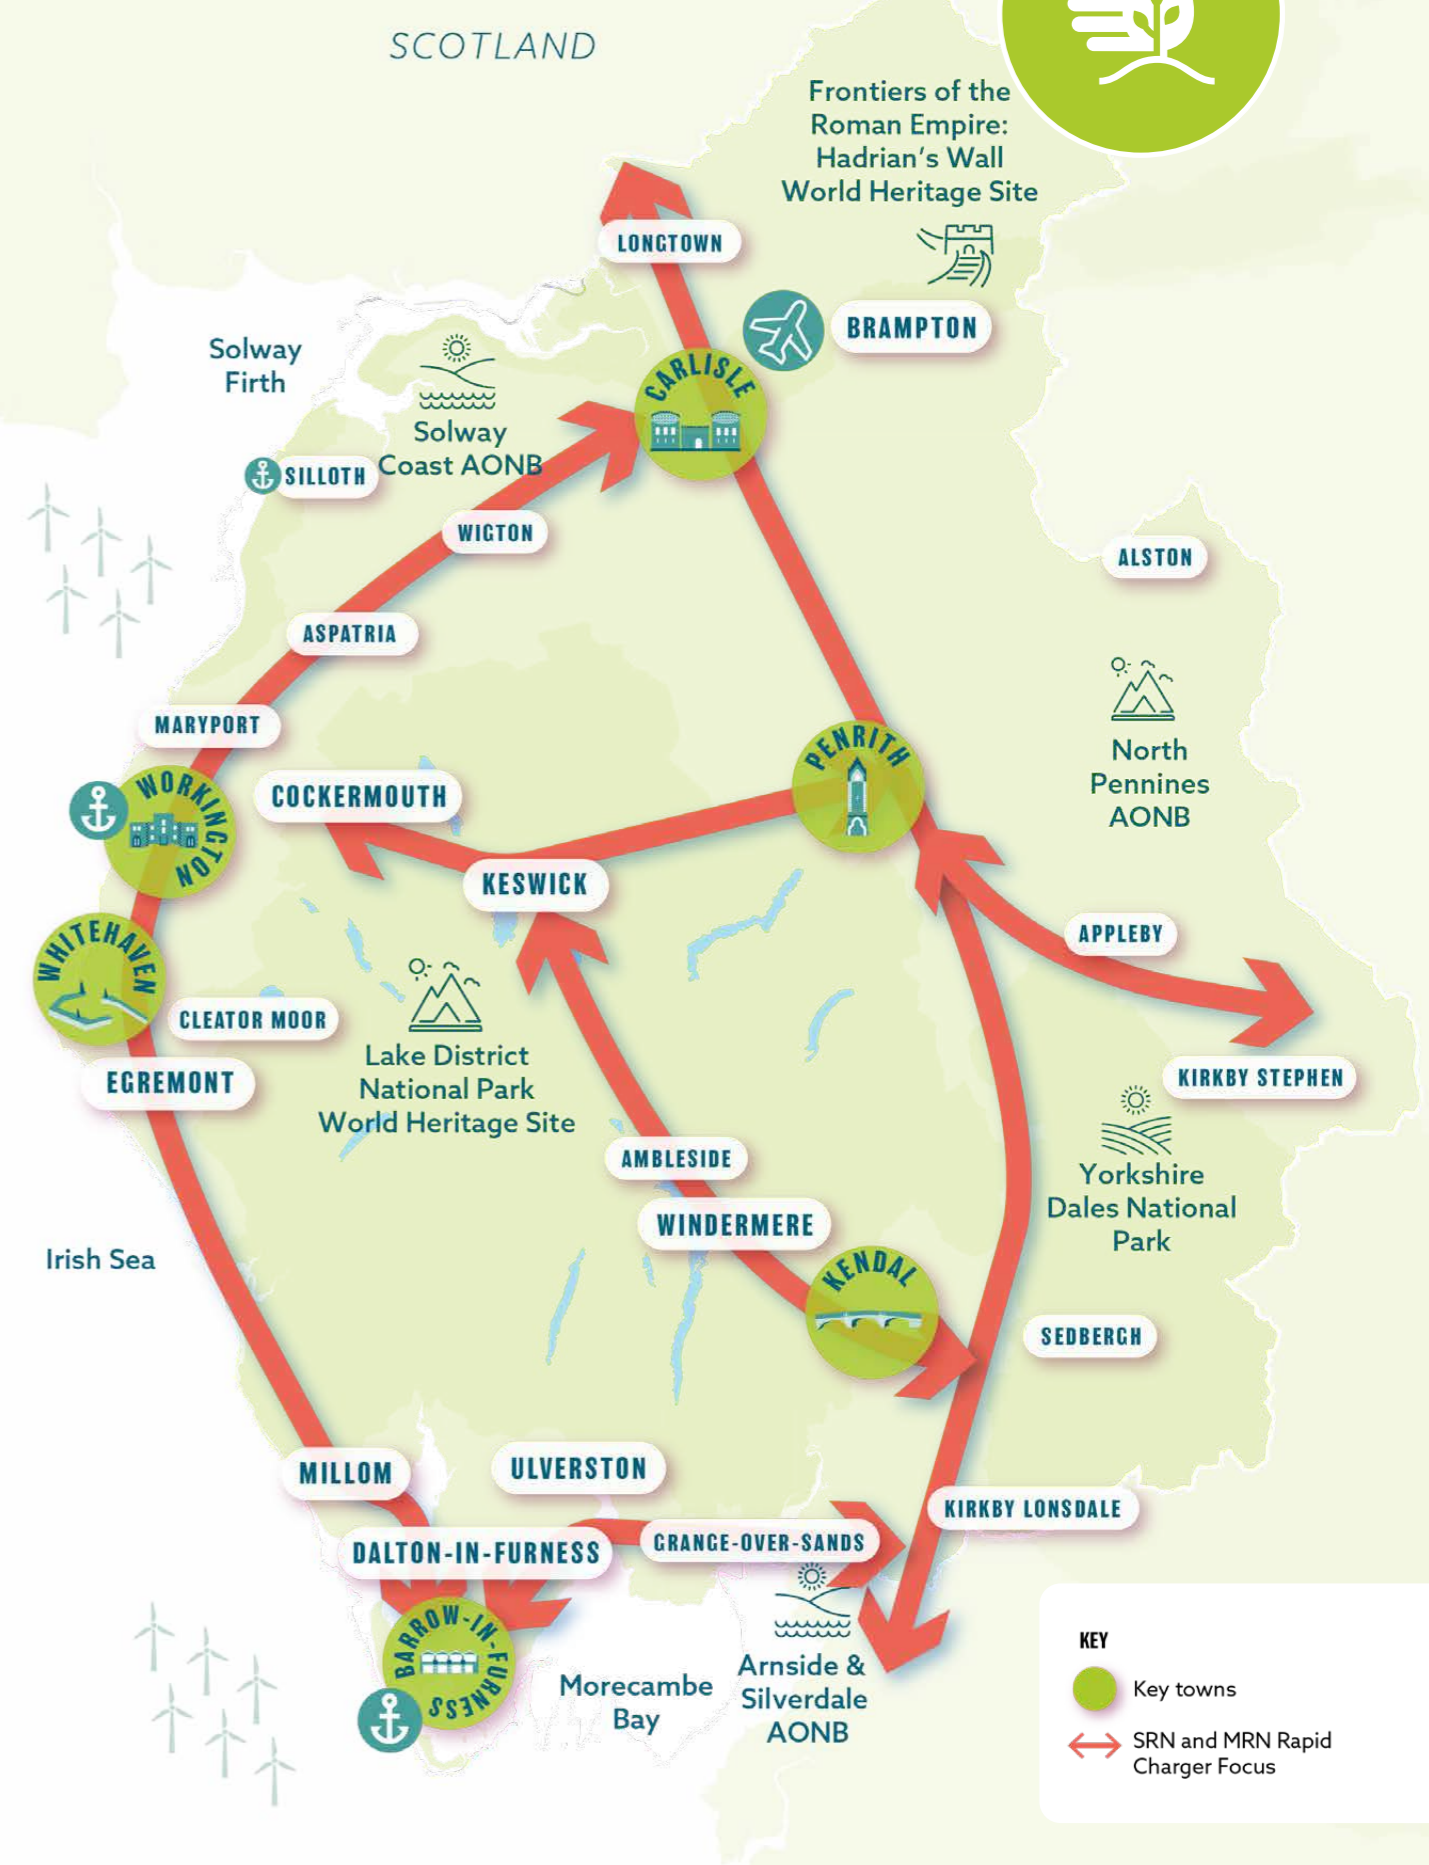 SCOTLAND
Frontiers of the
Roman Empire:
Hadrian's Wall
World Heritage Site
LONGTOWN
BRAMPTON
Solway
Firth
CARLISLE
Solway
Coast AONB
SILLOTH
WIGTON
ALSTON
ASPATRIA
North
Pennines
AONB
MARYPORT
PENRITH
WORKINGTON
COCKERMOUTH
KESWICK
APPLEBY
WHITEHAVEN
CLEATOR MOOR
Lake District
National Park
World Heritage Site
EGREMONT
KIRKBY STEPHEN
AMBLESIDE
Yorkshire
Dales National
Park
WINDERMERE
Irish Sea
KENDAL
SEDBERGH
MILLOM
ULVERSTON
KIRKBY LONSDALE
DALTON-IN-FURNESS
GRANGE-OVER-SANDS
BARROW-IN-FURNESS
Morecambe
Bay
Arnside &
Silverdale
AONB
KEY
Key towns
SRN and MRN Rapid
Charger Focus